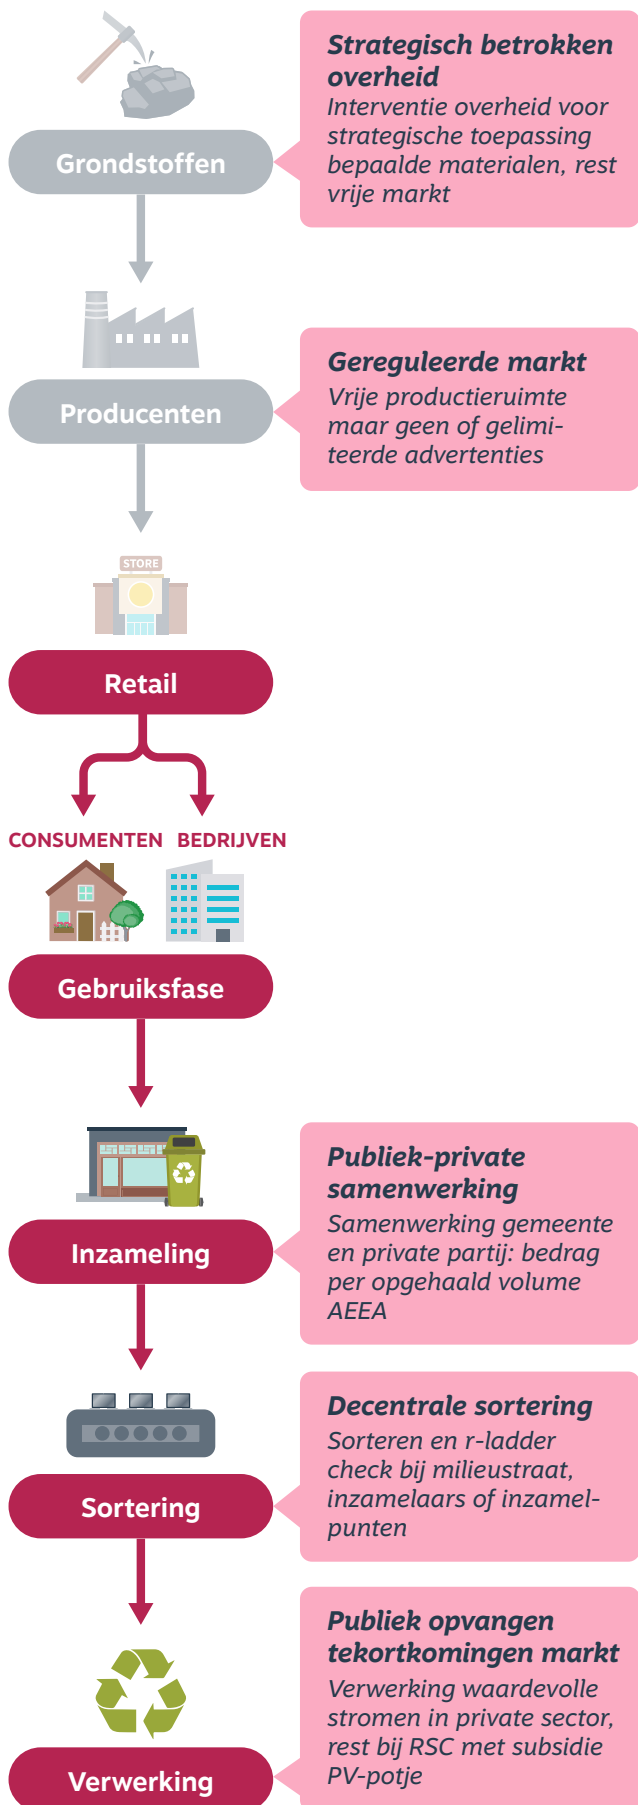 Grondstoffen
Strategisch betrokken
overheid
Interventie overheid voor
strategische toepassing
bepaalde materialen, rest
vrije markt
Producenten
Gereguleerde markt
Vrije productieruimte
maar geen of gelimi-
teerde advertenties
STORE
Retail
CONSUMENTEN BEDRIJVEN
Gebruiksfase
Inzameling
Publiek-private
samenwerking
Samenwerking gemeente
en private partij: bedrag
per opgehaald volume
AEEA
Sortering
Decentrale sortering
Sorteren en r-ladder
check bij milieustraat,
inzamelaars of inzamel-
punten
Verwerking
Publiek opvangen
tekortkomingen markt
Verwerking waardevolle
stromen in private sector,
rest bij RSC met subsidie
PV-potje